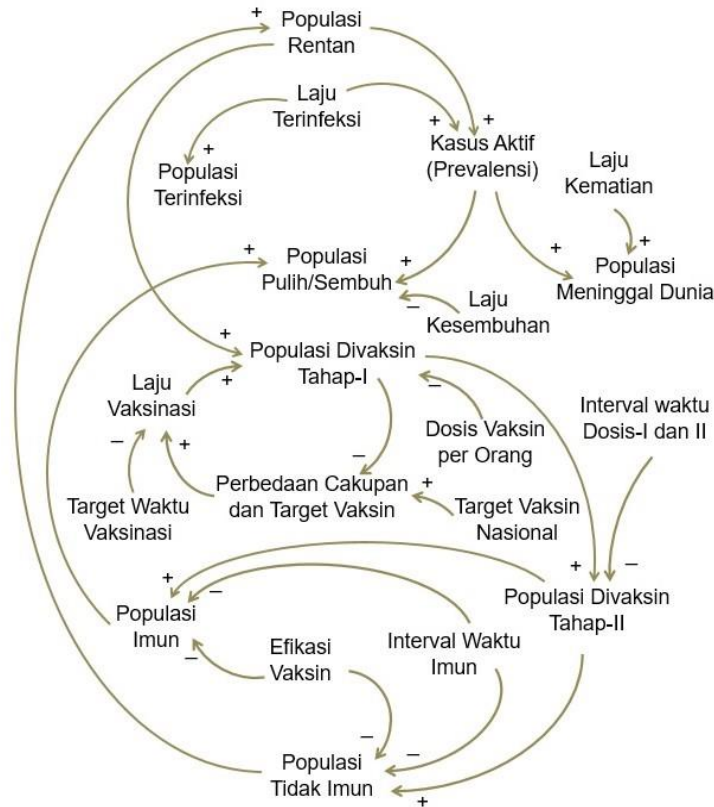 +
Populasi
Rentan
Laju
Terinfeksi
+
+
+
Populasi
Terinfeksi
Kasus Aktif
(Prevalensi)
Laju
Kematian
+
Populasi
Pulih/Sembuh
+
+
+
Populasi
Meninggal Dunia
–
Laju
Kesembuhan
+
Populasi Divaksin
Tahap-I
Laju
Vaksinasi
+
–
Dosis Vaksin
per Orang
Interval waktu
Dosis-I dan II
–
+
–
Target Waktu
Vaksinasi
Perbedaan Cakupan
dan Target Vaksin
+
Target Vaksin
Nasional
+
–
+
–
Populasi Divaksin
Tahap-II
Populasi
Imun
–
Efikasi
Vaksin
Interval Waktu
Imun
–
–
Populasi
Tidak Imun
+